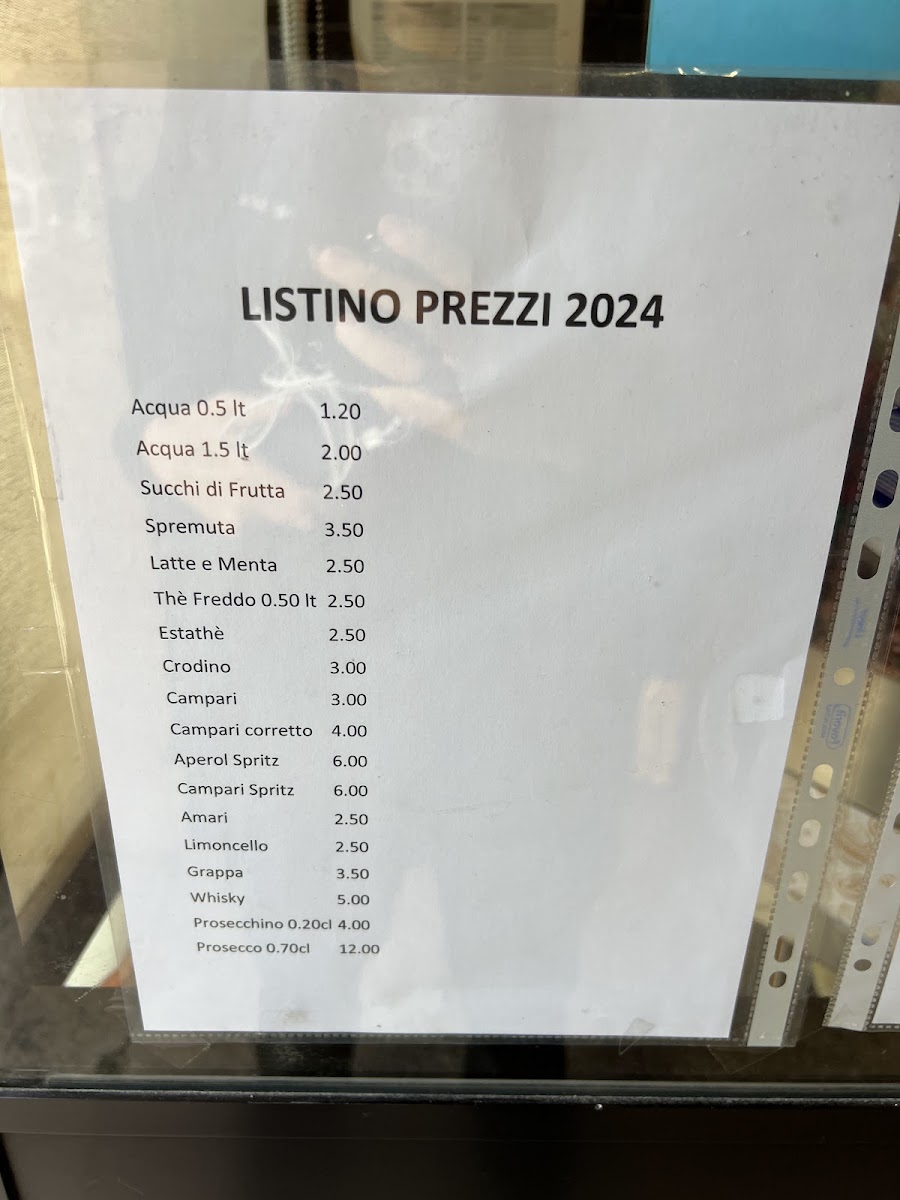 LISTINO PREZZI 2024
Acqua 0.5 lt 1.20
Acqua 1.5 lt 2.00
Succhi di Frutta 2.50
Spremuta 3.50
Latte e Menta 2.50
Thè Freddo 0.50 lt 2.50
Estathè 2.50
Crodino 3.00
Campari 3.00
Campari corretto 4.00
Aperol Spritz 6.00
Campari Spritz 6.00
Amari 2.50
Limoncello 2.50
Grappa 3.50
Whisky 5.00
Prosecchino 0.20cl 4.00
Prosecco 0.70cl 12.00